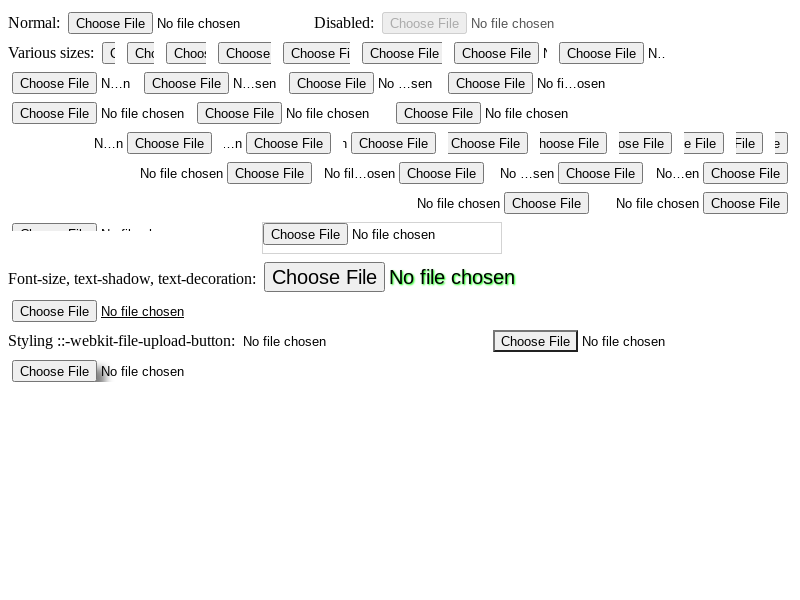 Normal: Choose File No file chosen Disabled: Choose File No file chosen
Various sizes: Choos Choose Choose Fi Choose File Choose File Choose File N..
Choose File N…n Choose File N…sen Choose File No …sen Choose File No fi…osen
Choose File No file chosen Choose File No file chosen Choose File No file chosen
N…n Choose File …n Choose File n Choose File Choose File hoose File ose File e File File e
No file chosen Choose File No fil…osen Choose File No …sen Choose File No…en Choose File
No file chosen Choose File No file chosen Choose File
Choose File No file chosen
Font-size, text-shadow, text-decoration: Choose File No file chosen
Choose File No file chosen
Styling ::-webkit-file-upload-button: No file chosen Choose File No file chosen
Choose File No file chosen